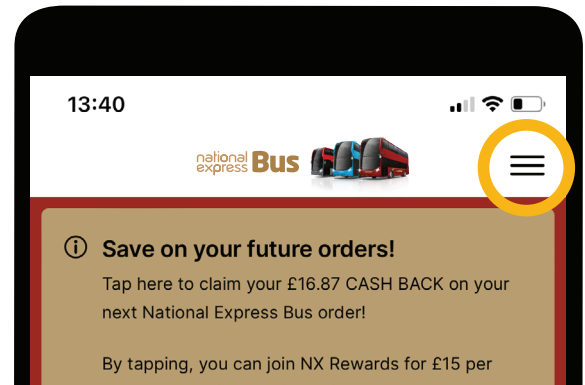 13:40
national
express Bus
Save on your future orders!
Tap here to claim your £16.87 CASH BACK on your
next National Express Bus order!
By tapping, you can join NX Rewards for £15 per